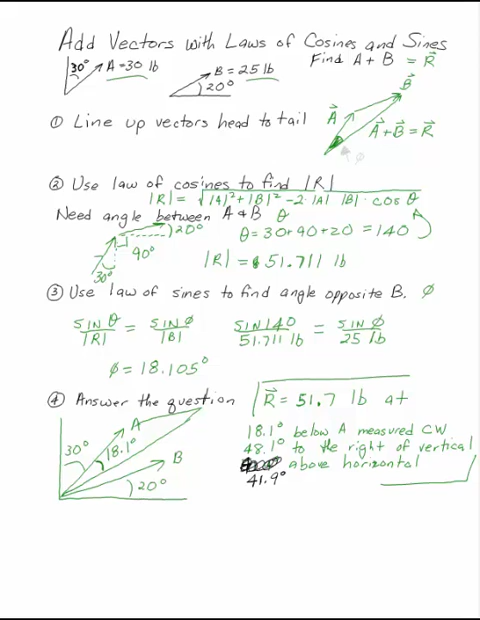 Add Vectors with Laws of Cosines and Sines
Find A + B = R⃗
30° A = 30 lb
B = 25 lb
20°
B⃗
① Line up vectors head to tail
A⃗
A⃗+B⃗=R⃗
∅
② Use law of cosines to find |R|
|R| = √|A|²+|B|²-2·|A| |B|·cos θ
Need angle between A & B θ
20°
θ = 30+90+20 = 140
90°
30°
|R| = 51.711 lb
③ Use law of sines to find angle opposite B. ∅
SIN θ/|R| = SIN ∅/|B|
SIN 140/51.711 lb = SIN ∅/25 lb
∅ = 18.105°
④ Answer the question
R⃗ = 51.7 lb at
A
30°
18.1°
B
20°
18.1° below A measured CW
48.1° to the right of vertical
above horizontal
41.9°